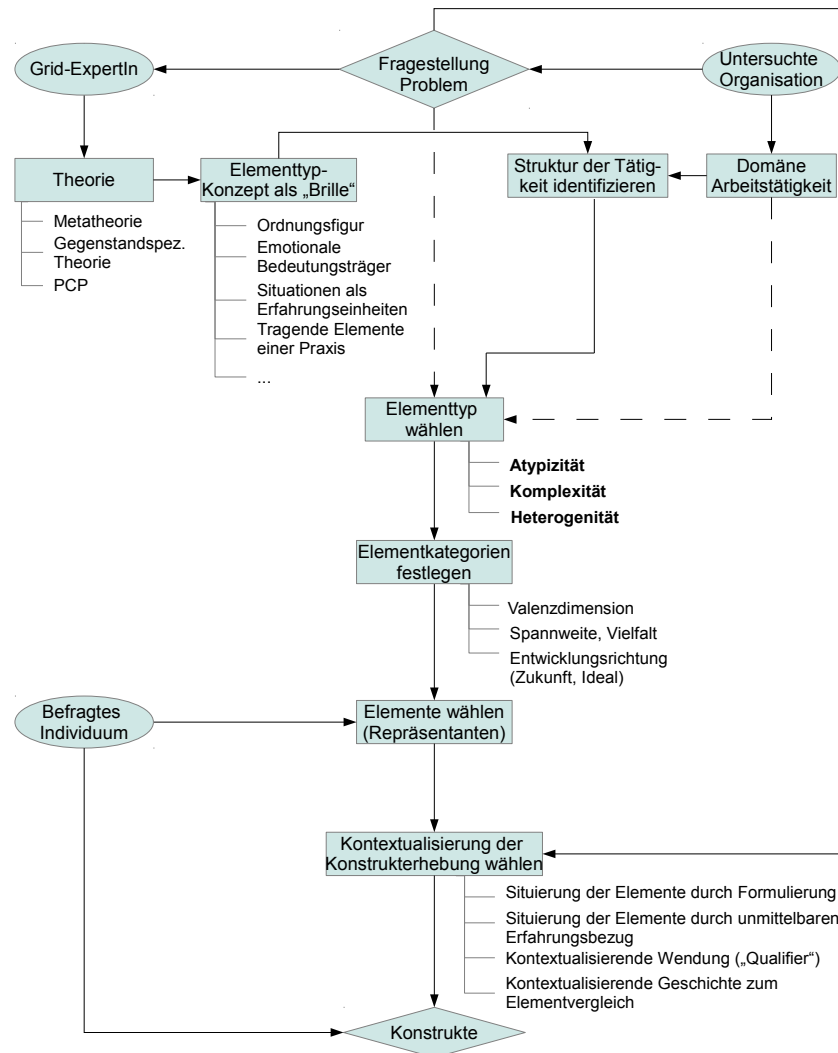 Grid-ExpertIn
Fragestellung
Problem
Untersuchte
Organisation
Theorie
Elementtyp-
Konzept als „Brille“
Struktur der Tätig-
keit identifizieren
Domäne
Arbeitstätigkeit
Metatheorie
Gegenstandspez.
Theorie
PCP
Ordnungsfigur
Emotionale
Bedeutungsträger
Situationen als
Erfahrungseinheiten
Tragende Elemente
einer Praxis
...
Elementtyp
wählen
Atypizität
Komplexität
Heterogenität
Elementkategorien
festlegen
Valenzdimension
Spannweite, Vielfalt
Entwicklungsrichtung
(Zukunft, Ideal)
Befragtes
Individuum
Elemente wählen
(Repräsentanten)
Kontextualisierung der
Konstrukterhebung wählen
Situierung der Elemente durch Formulierung
Situierung der Elemente durch unmittelbaren
Erfahrungsbezug
Kontextualisierende Wendung („Qualifier“)
Kontextualisierende Geschichte zum
Elementvergleich
Konstrukte